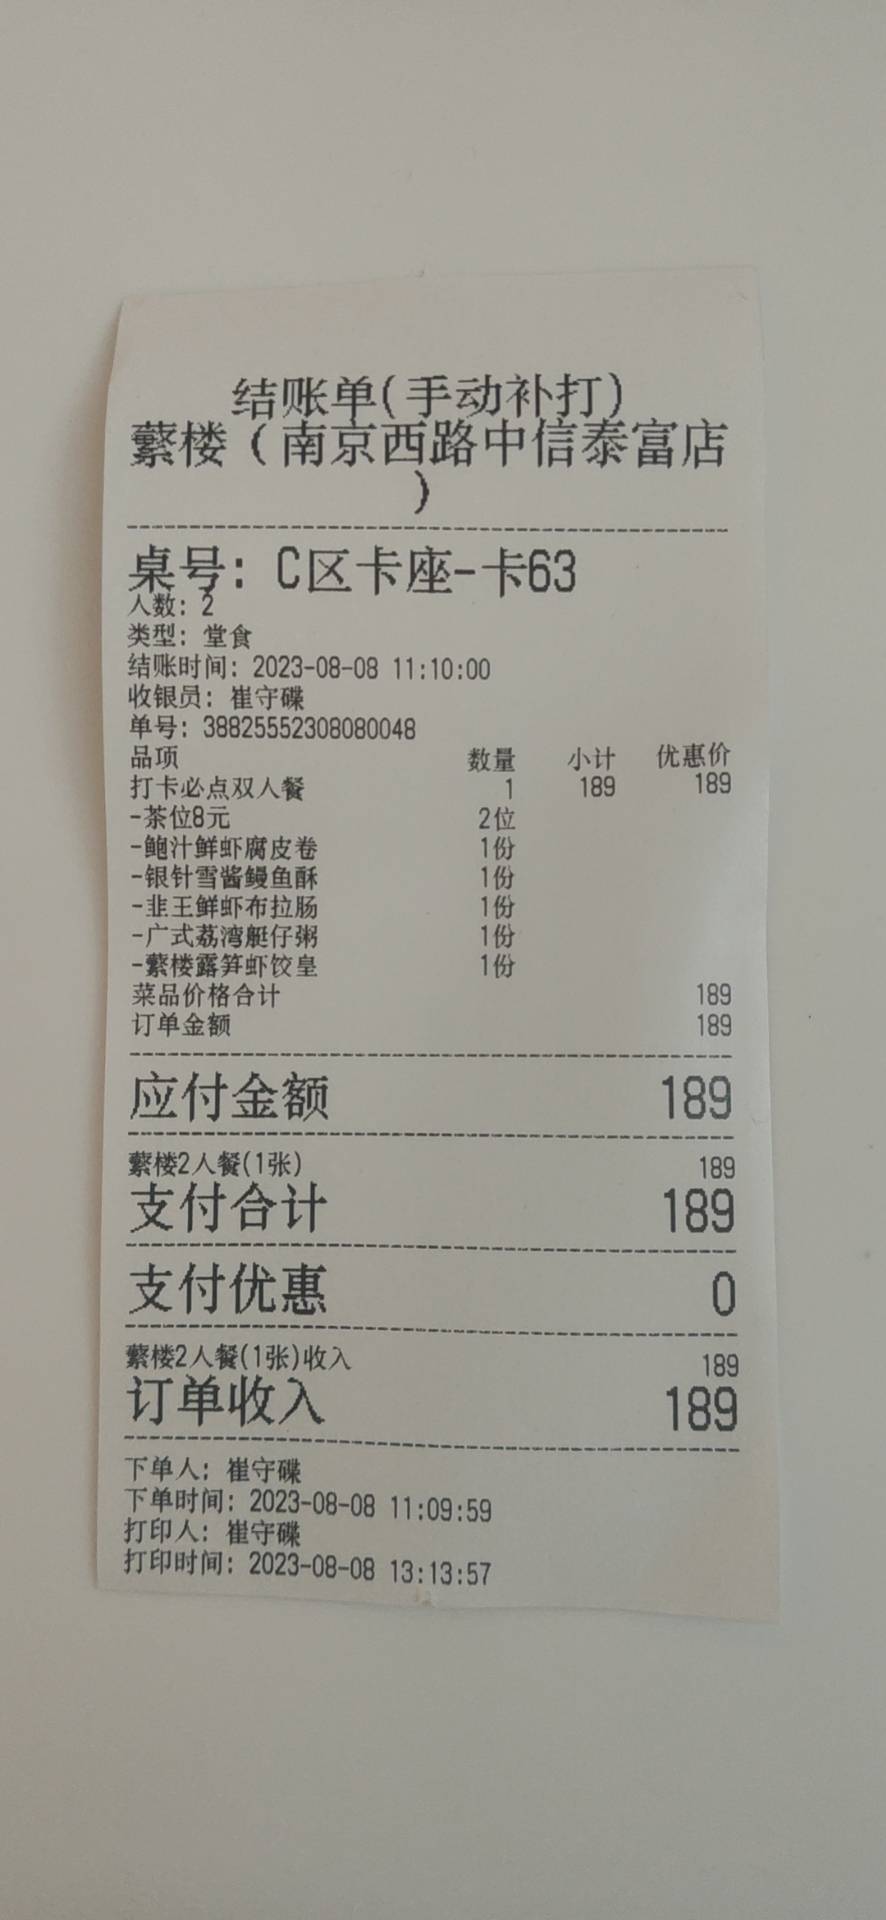 结账单(手动补打)
蘩楼（南京西路中信泰富店
）
桌号: C区卡座-卡63
人数: 2
类型: 堂食
结账时间: 2023-08-08 11:10:00
收银员: 崔守碟
单号: 38825552308080048
品项 数量 小计 优惠价
打卡必点双人餐 1 189 189
-茶位8元 2位
-鲍汁鲜虾腐皮卷 1份
-银针雪酱鳗鱼酥 1份
-韭王鲜虾布拉肠 1份
-广式荔湾艇仔粥 1份
-蘩楼露笋虾饺皇 1份
菜品价格合计 189
订单金额 189
应付金额 189
蘩楼2人餐(1张) 189
支付合计 189
支付优惠 0
蘩楼2人餐(1张)收入 189
订单收入 189
下单人: 崔守碟
下单时间: 2023-08-08 11:09:59
打印人: 崔守碟
打印时间: 2023-08-08 13:13:57